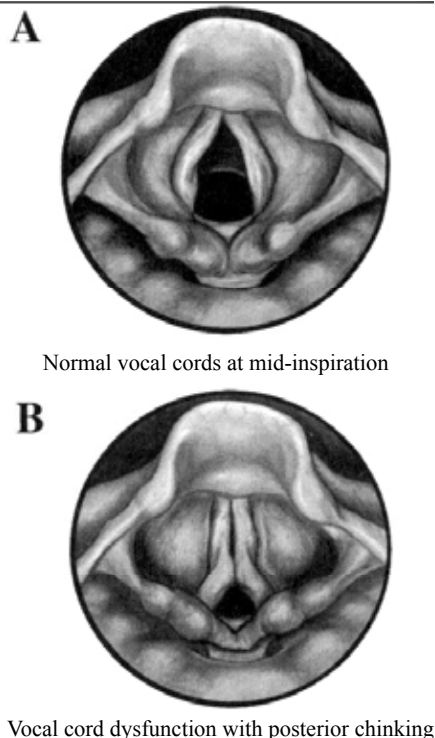 A
Normal vocal cords at mid-inspiration
B
Vocal cord dysfunction with posterior chinking